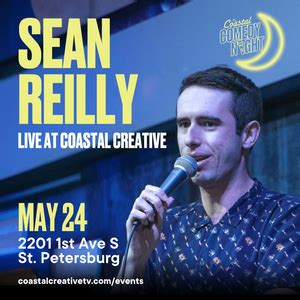 SEAN
REILLY
LIVE AT COASTAL CREATIVE
Coastal
COMEDY
NIGHT
MAY 24
2201 1st Ave S
St. Petersburg
coastalcreativetv.com/events